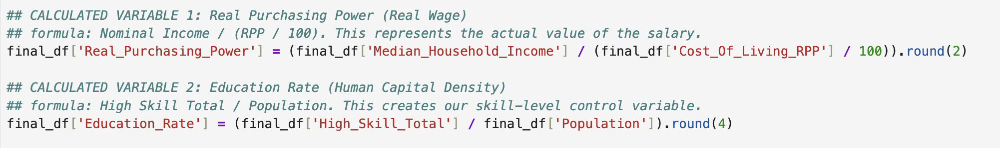 ## CALCULATED VARIABLE 1: Real Purchasing Power (Real Wage)
## formula: Nominal Income / (RPP / 100). This represents the actual value of the salary.
final_df['Real_Purchasing_Power'] = (final_df['Median_Household_Income'] / (final_df['Cost_Of_Living_RPP'] / 100)).round(2)
## CALCULATED VARIABLE 2: Education Rate (Human Capital Density)
## formula: High Skill Total / Population. This creates our skill-level control variable.
final_df['Education_Rate'] = (final_df['High_Skill_Total'] / final_df['Population']).round(4)